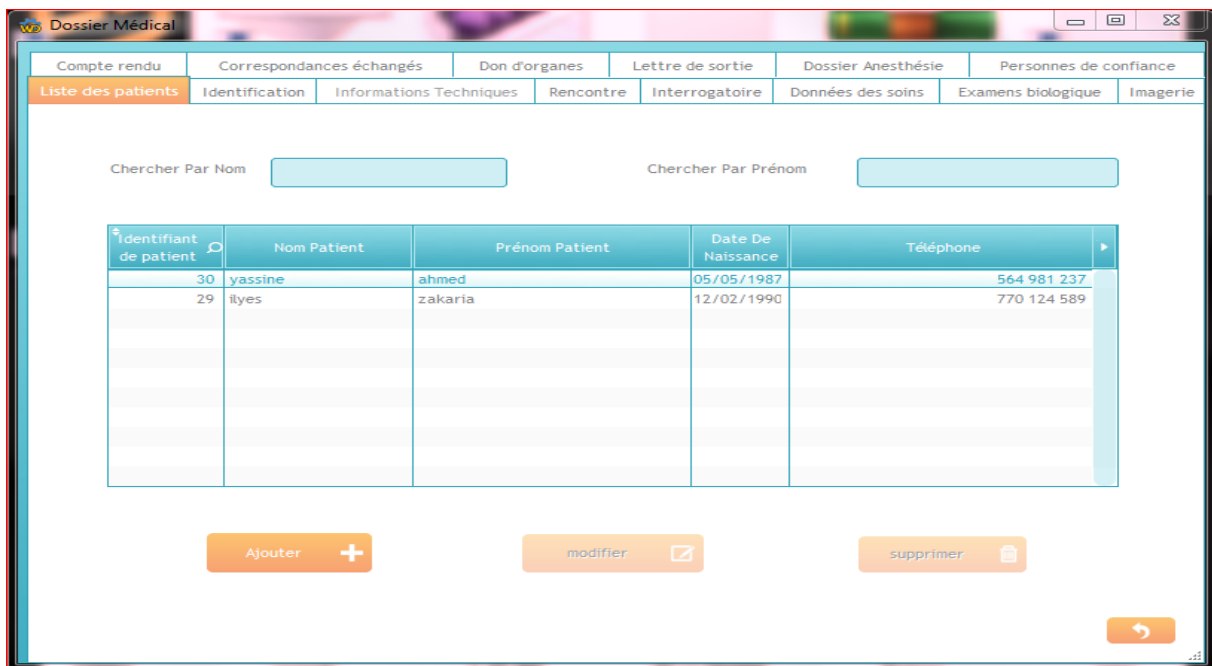 Dossier Médical
Compte rendu Correspondances échangés Don d'organes Lettre de sortie Dossier Anesthésie Personnes de confiance
Liste des patients Identification Informations Techniques Rencontre Interrogatoire Données des soins Examens biologique Imagerie
Chercher Par Nom Chercher Par Prénom
Identifiant de patient Nom Patient Prénom Patient Date De Naissance Téléphone
30 yassine ahmed 05/05/1987 564 981 237
29 ilyes zakaria 12/02/1990 770 124 589
Ajouter modifier supprimer